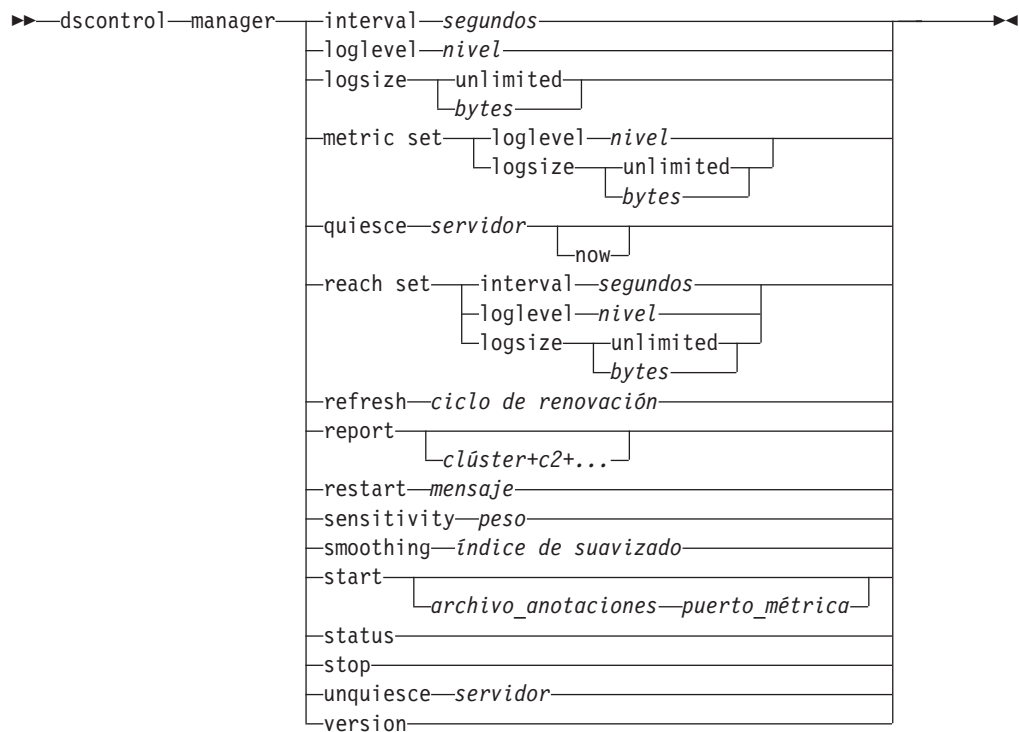 dscontrol manager interval segundos
loglevel nivel
logsize unlimited
bytes
metric set loglevel nivel
logsize unlimited
bytes
quiesce servidor
now
reach set interval segundos
loglevel nivel
logsize unlimited
bytes
refresh ciclo de renovación
report
clúster+c2+...
restart mensaje
sensitivity peso
smoothing índice de suavizado
start
archivo_anotaciones puerto_métrica
status
stop
unquiesce servidor
version